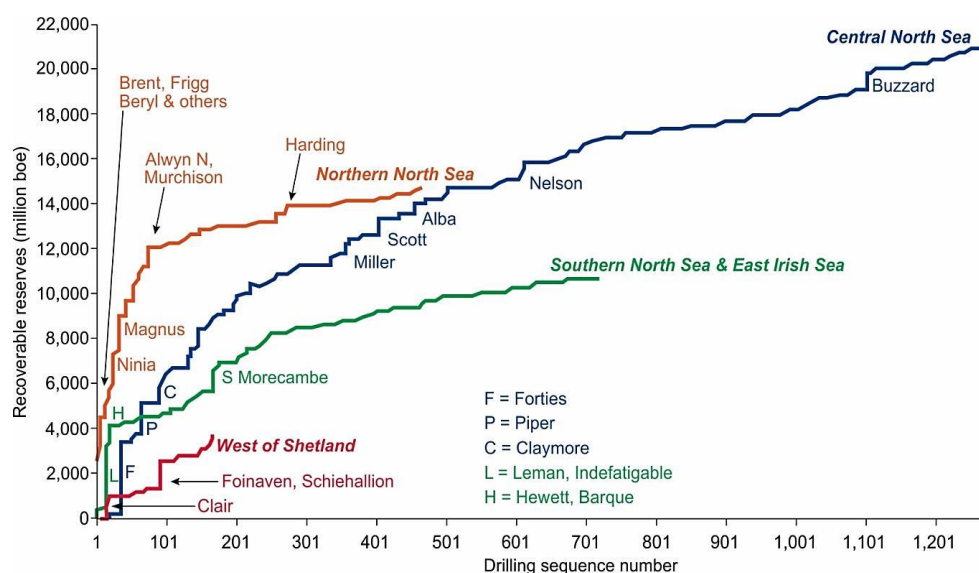 22,000
20,000
18,000
16,000
14,000
12,000
10,000
8,000
6,000
4,000
2,000
0
Recoverable reserves (million boe)
Central North Sea
Buzzard
Brent, Frigg
Beryl & others
Alwyn N,
Murchison
Harding
Northern North Sea
Nelson
Alba
Scott
Miller
Southern North Sea & East Irish Sea
Magnus
Ninia
S Morecambe
H
C
P
L
F
West of Shetland
Foinaven, Schiehallion
Clair
F = Forties
P = Piper
C = Claymore
L = Leman, Indefatigable
H = Hewett, Barque
1
101
201
301
401
501
601
701
801
901
1,001
1,101
1,201
Drilling sequence number